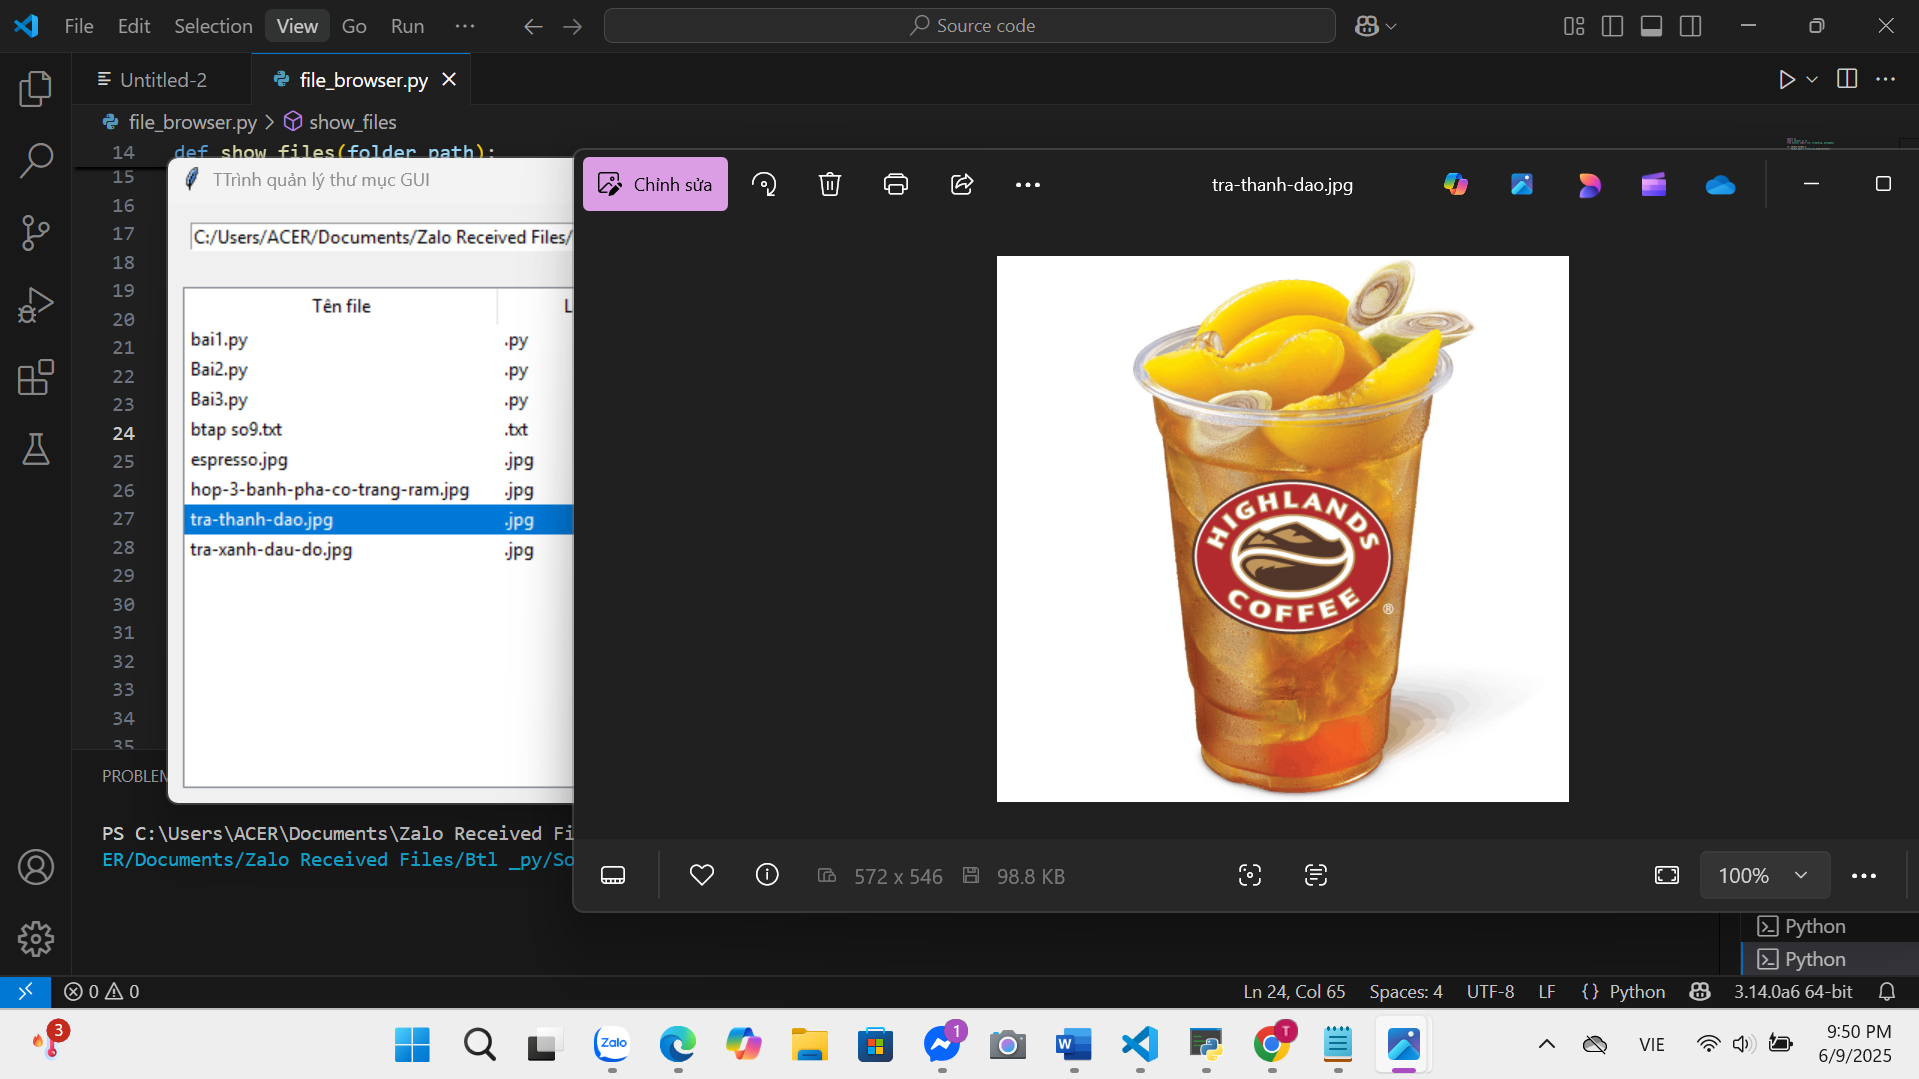 File Edit Selection View Go Run ··· Source code
Untitled-2 file_browser.py
file_browser.py > show_files
14 def show_files(folder_path):
15
16
17
18
19
20
21
22
23
24
25
26
27
28
29
30
31
32
33
34
35
TTrình quản lý thư mục GUI
C:/Users/ACER/Documents/Zalo Received Files/
Tên file L
bai1.py .py
Bai2.py .py
Bai3.py .py
btap so9.txt .txt
espresso.jpg .jpg
hop-3-banh-pha-co-trang-ram.jpg .jpg
tra-thanh-dao.jpg .jpg
tra-xanh-dau-do.jpg .jpg
Chỉnh sửa tra-thanh-dao.jpg
HIGHLANDS
COFFEE ®
572 x 546 98.8 KB 100%
PROBLEM
PS C:\Users\ACER\Documents\Zalo Received Fi
ER/Documents/Zalo Received Files/Btl _py/So
Python
Python
0 0 Ln 24, Col 65 Spaces: 4 UTF-8 LF {} Python 3.14.0a6 64-bit
3 Zalo 1 W T VIE 9:50 PM
6/9/2025